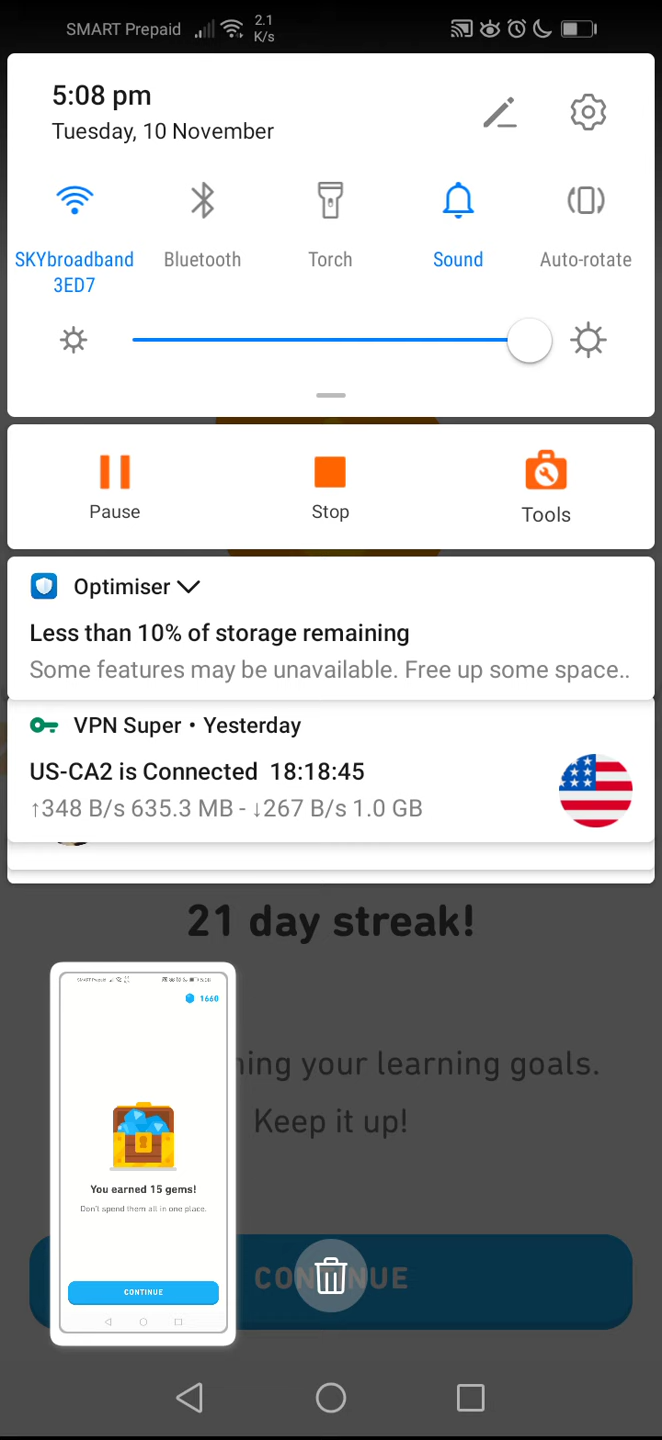 SMART Prepaid
2.1
K/s
5:08 pm
Tuesday, 10 November
SKYbroadband
3ED7
Bluetooth
Torch
Sound
Auto-rotate
Pause
Stop
Tools
Optimiser
Less than 10% of storage remaining
Some features may be unavailable. Free up some space..
VPN Super • Yesterday
US-CA2 is Connected 18:18:45
↑348 B/s 635.3 MB - ↓267 B/s 1.0 GB
21 day streak!
your learning goals.
Keep it up!
1660
You earned 15 gems!
Don't spend them all in one place.
CONTINUE
CONTINUE